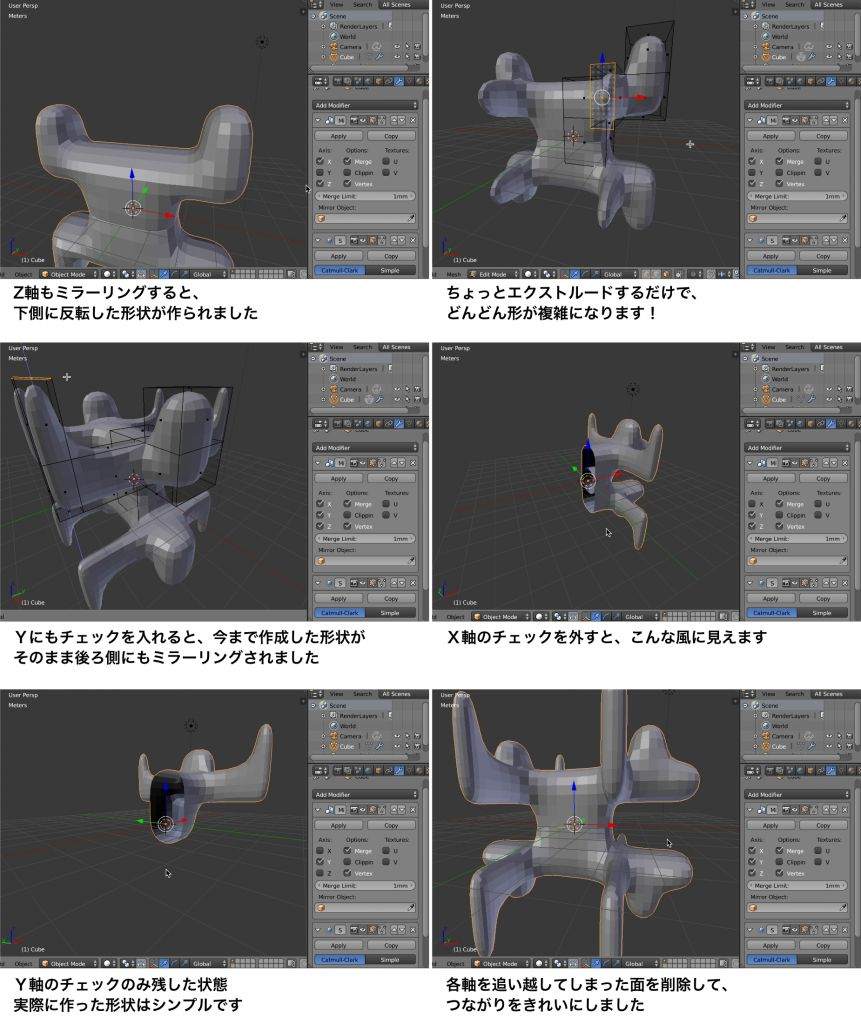 User Persp
Meters
View Search All Scenes
Scene
RenderLayers
World
Camera
Cube
Add Modifier
Apply Copy
Axis: Options: Textures:
X Merge U
Y Clippin V
Z Vertex
Merge Limit: 1mm
Mirror Object:
S
Apply Copy
Catmull-Clark Simple
(1) Cube
Object Object Mode Global
Z軸もミラーリングすると、
下側に反転した形状が作られました
User Persp
Meters
View Search All Scenes
Scene
RenderLayers
World
Camera
Cube
Add Modifier
Apply Copy
Axis: Options: Textures:
X Merge U
Y Clippin V
Z Vertex
Merge Limit: 1mm
Mirror Object:
S
Apply Copy
Catmull-Clark Simple
(1) Cube
Mesh Edit Mode Global
ちょっとエクストルードするだけで、
どんどん形が複雑になります！
User Persp
Meters
View Search All Scenes
Scene
RenderLayers
World
Camera
Cube
Add Modifier
Apply Copy
Axis: Options: Textures:
X Merge U
Y Clippin V
Z Vertex
Merge Limit: 1mm
Mirror Object:
S
Apply Copy
Catmull-Clark Simple
(1) Cube
Ｙにもチェックを入れると、今まで作成した形状が
そのまま後ろ側にもミラーリングされました
User Persp
Meters
View Search All Scenes
Scene
RenderLayers
World
Camera
Cube
Add Modifier
Apply Copy
Axis: Options: Textures:
X Merge U
Y Clippin V
Z Vertex
Merge Limit: 1mm
Mirror Object:
S
Apply Copy
Catmull-Clark Simple
(1) Cube
Object Object Mode Global
Ｘ軸のチェックを外すと、こんな風に見えます
User Persp
Meters
View Search All Scenes
Scene
RenderLayers
World
Camera
Cube
Add Modifier
Apply Copy
Axis: Options: Textures:
X Merge U
Y Clippin V
Z Vertex
Merge Limit: 1mm
Mirror Object:
S
Apply Copy
Catmull-Clark Simple
(1) Cube
Object Object Mode Global
Ｙ軸のチェックのみ残した状態
実際に作った形状はシンプルです
User Persp
Meters
View Search All Scenes
Scene
RenderLayers
World
Camera
Cube
Add Modifier
Apply Copy
Axis: Options: Textures:
X Merge U
Y Clippin V
Z Vertex
Merge Limit: 1mm
Mirror Object:
S
Apply Copy
Catmull-Clark Simple
(1) Cube
Object Object Mode Global
各軸を追い越してしまった面を削除して、
つながりをきれいにしました